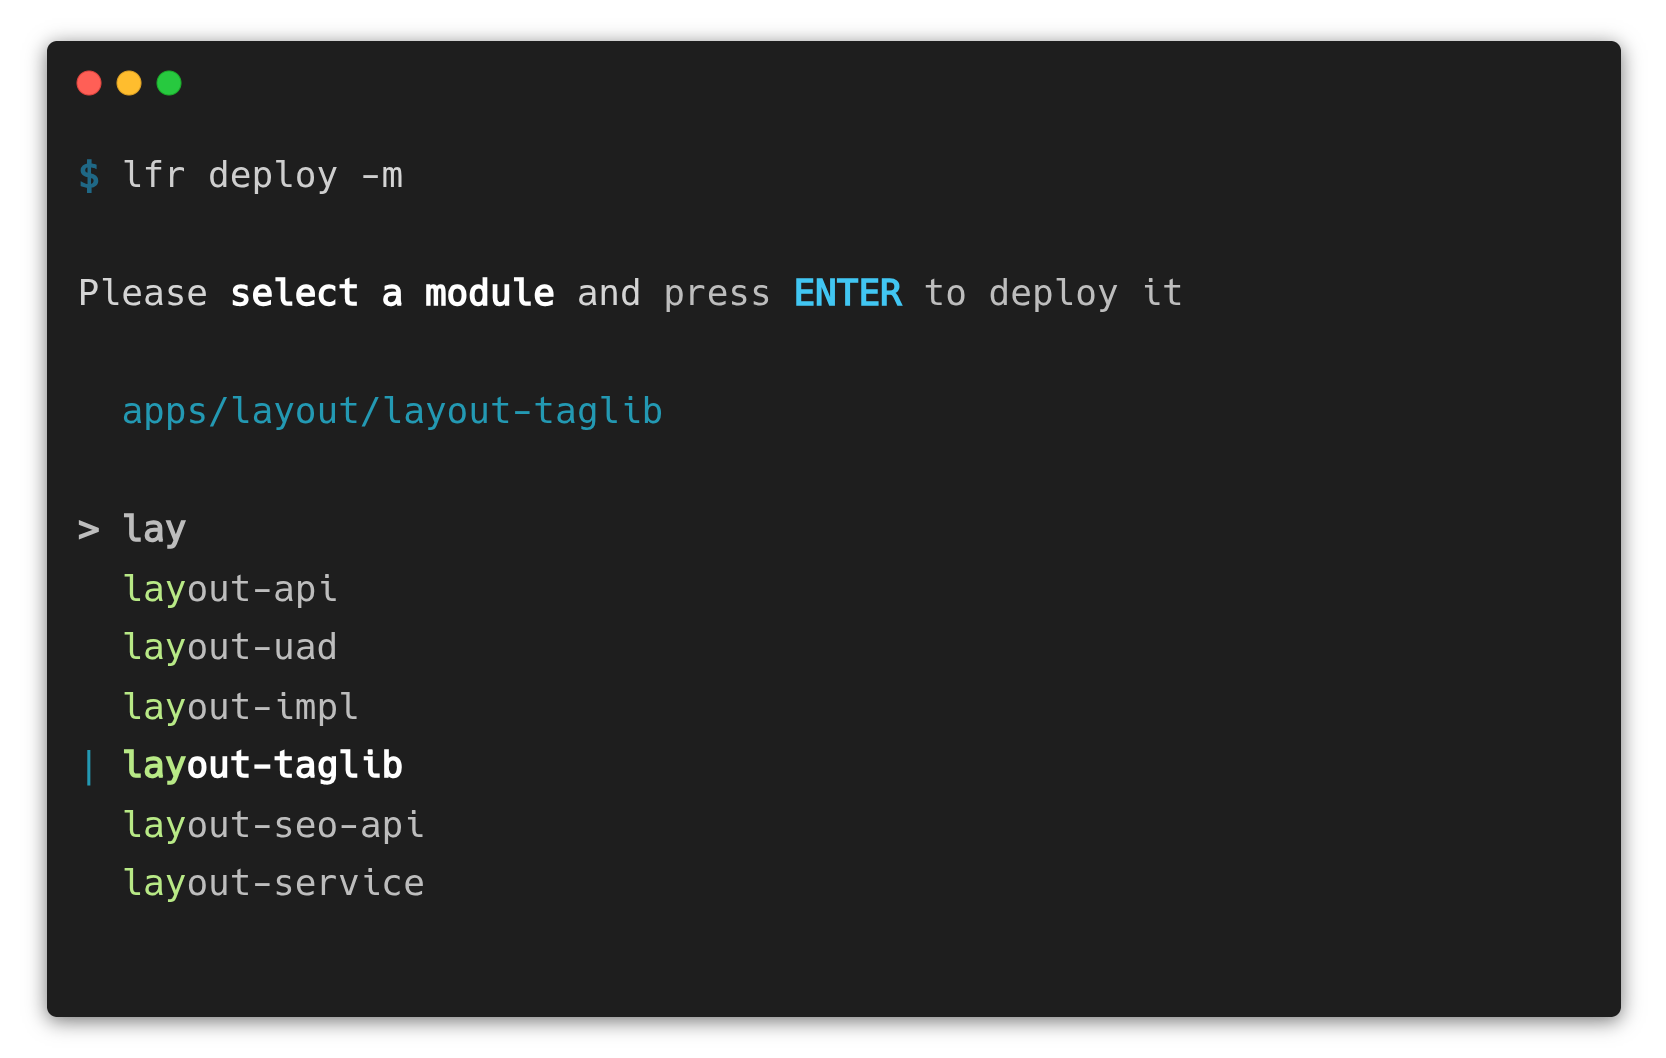 $ lfr deploy -m
Please select a module and press ENTER to deploy it
apps/layout/layout-taglib
> lay
layout-api
layout-uad
layout-impl
| layout-taglib
layout-seo-api
layout-service